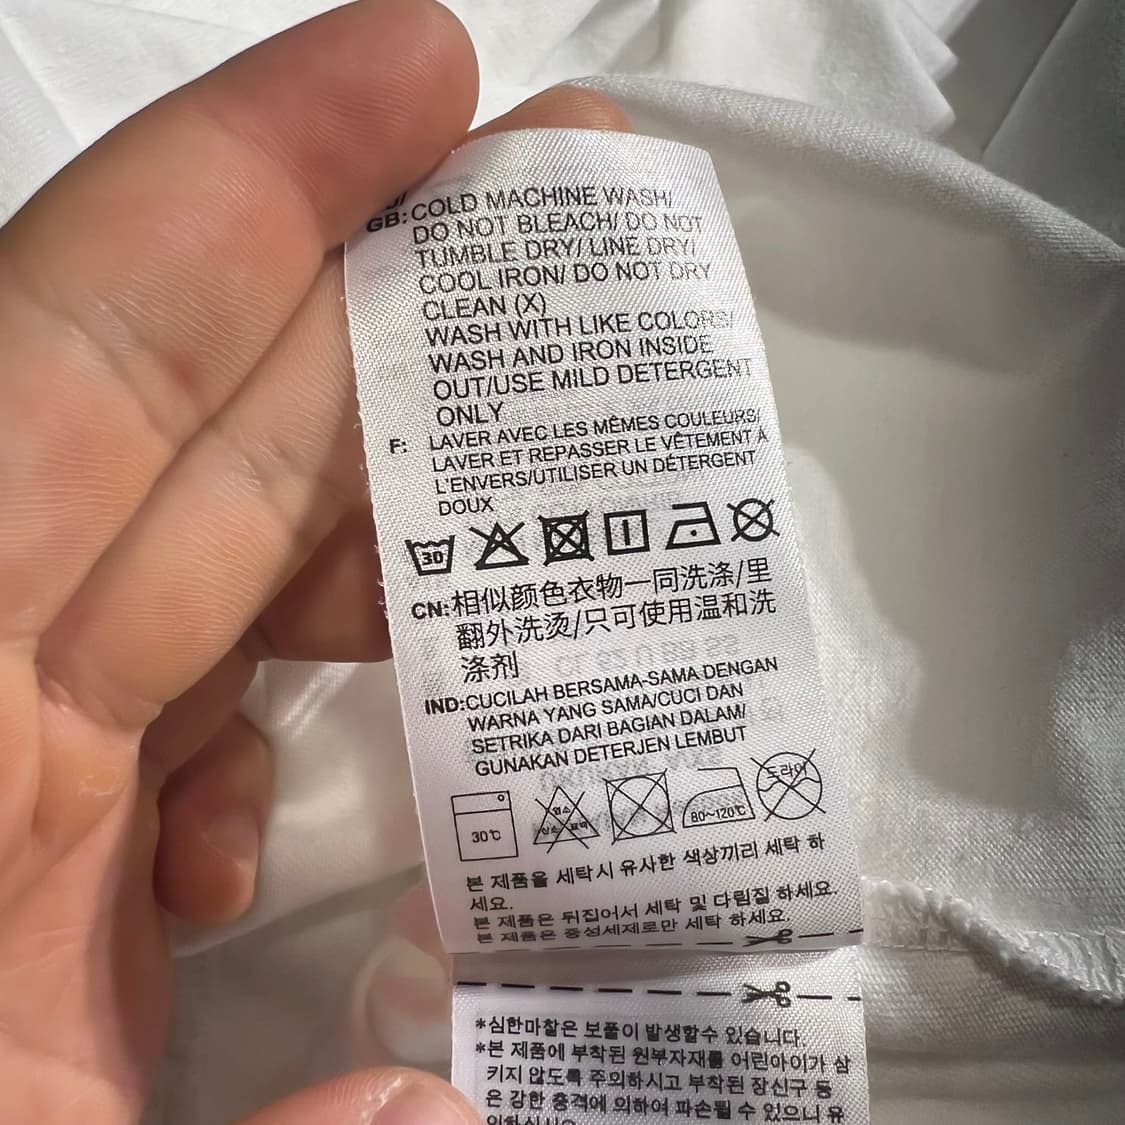 GB: COLD MACHINE WASH/
DO NOT BLEACH/ DO NOT
TUMBLE DRY/ LINE DRY/
COOL IRON/ DO NOT DRY
CLEAN (X)
WASH WITH LIKE COLORS/
WASH AND IRON INSIDE
OUT/USE MILD DETERGENT
ONLY
F: LAVER AVEC LES MÊMES COULEURS/
LAVER ET REPASSER LE VÊTEMENT À
L'ENVERS/UTILISER UN DÉTERGENT
DOUX
30
CN: 相似颜色衣物一同洗涤/里
翻外洗烫/只可使用温和洗
涤剂
IND: CUCILAH BERSAMA-SAMA DENGAN
WARNA YANG SAMA/CUCI DAN
SETRIKA DARI BAGIAN DALAM/
GUNAKAN DETERJEN LEMBUT
30℃ 80~120℃ 드라이
본 제품을 세탁시 유사한 색상끼리 세탁 하
세요.
본 제품은 뒤집어서 세탁 및 다림질 하세요.
본 제품은 중성세제로만 세탁 하세요.
*심한마찰은 보풀이 발생할수 있습니다.
*본 제품에 부착된 원부자재를 어린아이가 삼
키지 않도록 주의하시고 부착된 장신구 등
은 강한 충격에 의하여 파손될 수 있으니 유